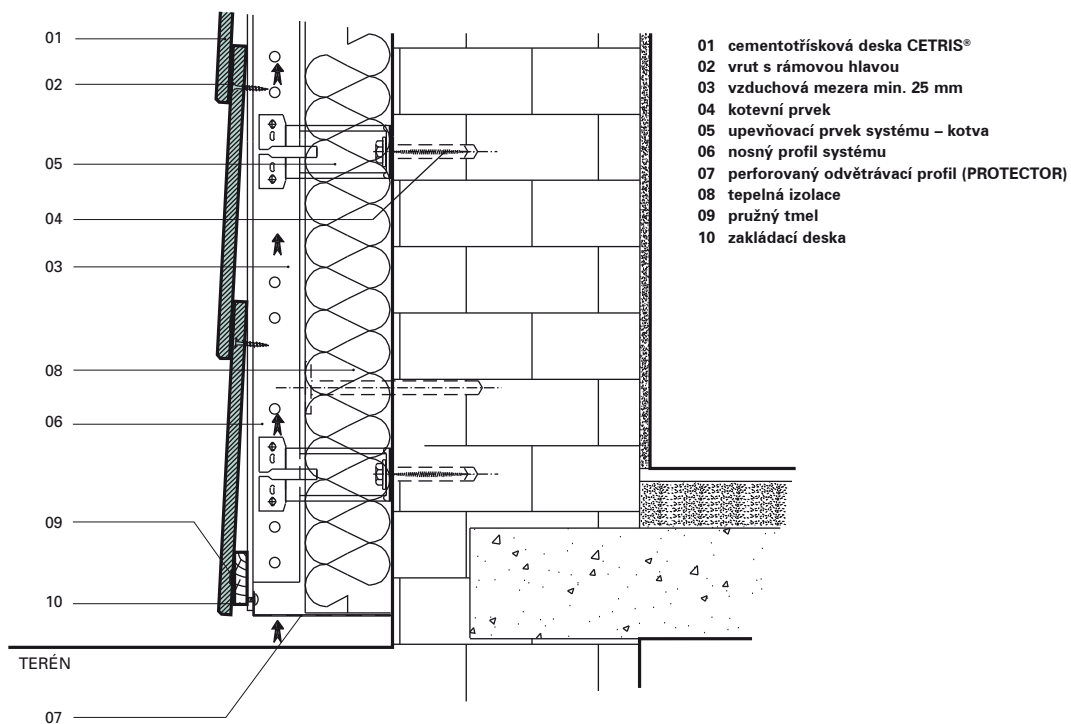 01
02
05
04
03
08
06
09
10
TERÉN
07
01 cementotřísková deska CETRIS®
02 vrut s rámovou hlavou
03 vzduchová mezera min. 25 mm
04 kotevní prvek
05 upevňovací prvek systému – kotva
06 nosný profil systému
07 perforovaný odvětrávací profil (PROTECTOR)
08 tepelná izolace
09 pružný tmel
10 zakládací deska